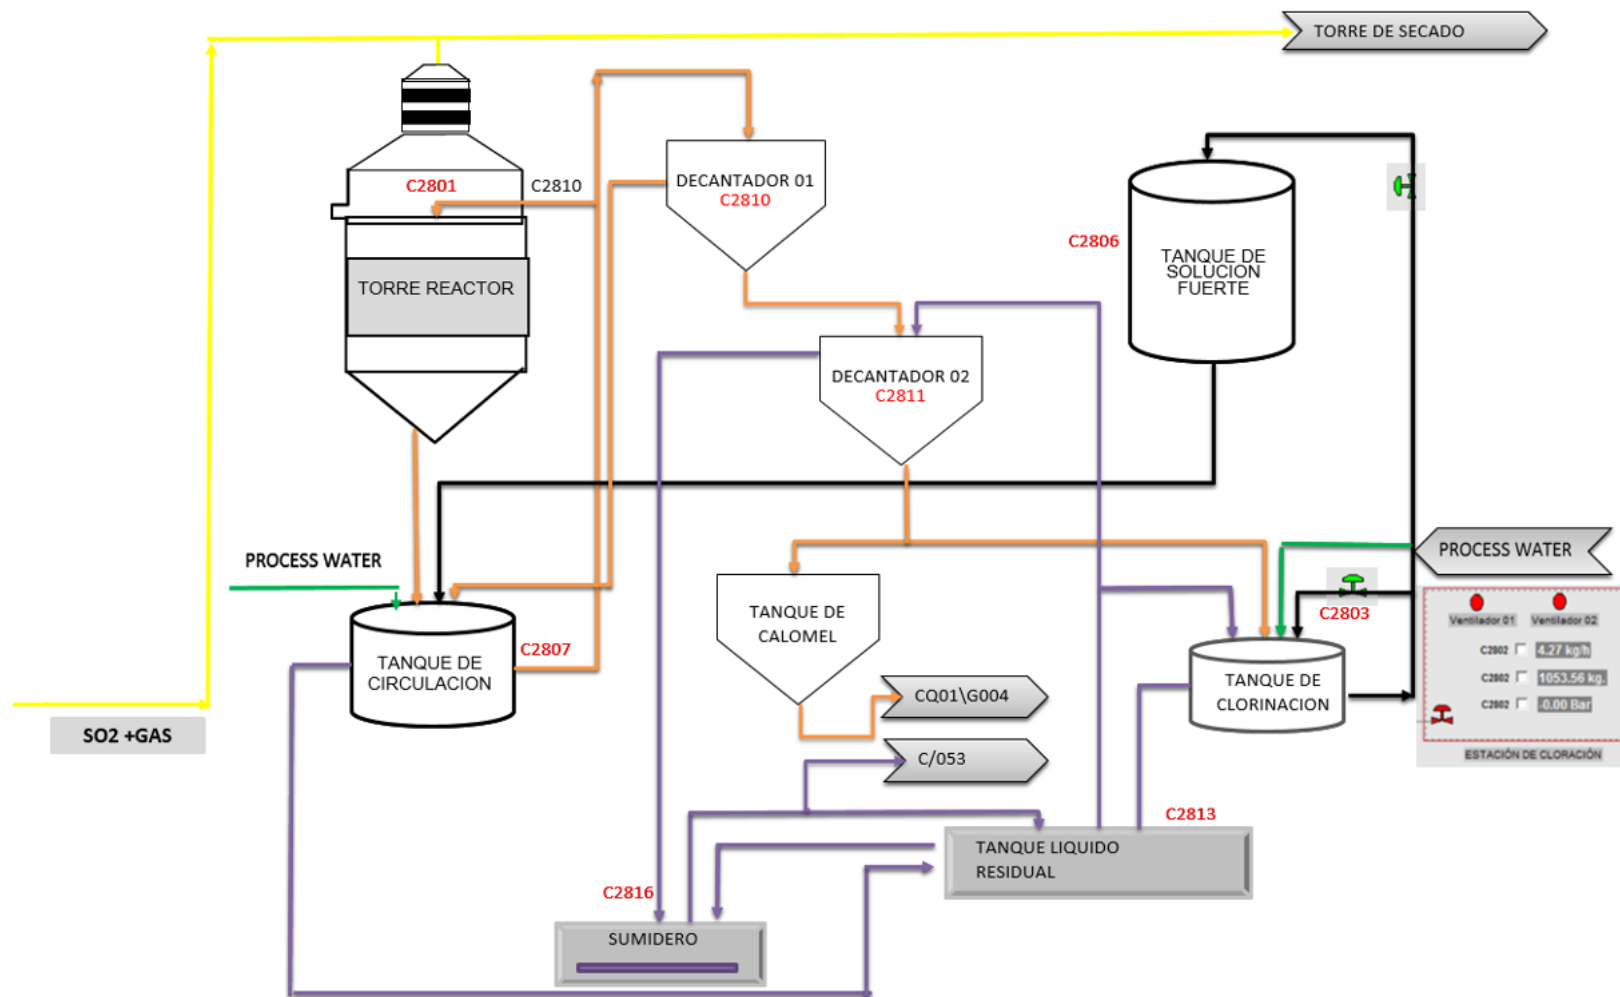 TORRE DE SECADO
C2801
C2810
DECANTADOR 01
C2810
TORRE REACTOR
C2806
TANQUE DE
SOLUCION
FUERTE
DECANTADOR 02
C2811
PROCESS WATER
PROCESS WATER
TANQUE DE
CALOMEL
C2803
Ventilador 01
Ventilador 02
C2802
4.27 kg/h
C2802
1053.56 kg.
C2802
-0.00 Bar
ESTACIÓN DE CLORACIÓN
C2807
TANQUE DE
CIRCULACION
TANQUE DE
CLORINACION
CQ01\G004
SO2 +GAS
C/053
C2813
TANQUE LIQUIDO
RESIDUAL
C2816
SUMIDERO